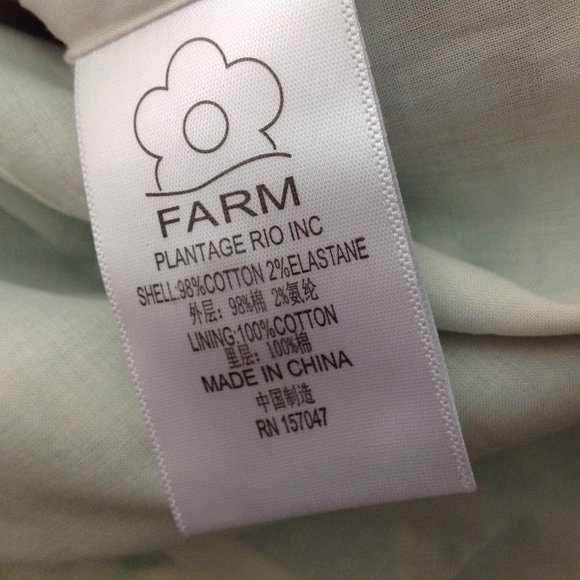 FARM
PLANTAGE RIO INC
SHELL:98%COTTON 2%ELASTANE
外层: 98%棉 2%氨纶
LINING:100%COTTON
里层: 100%棉
MADE IN CHINA
中国制造
RN 157047